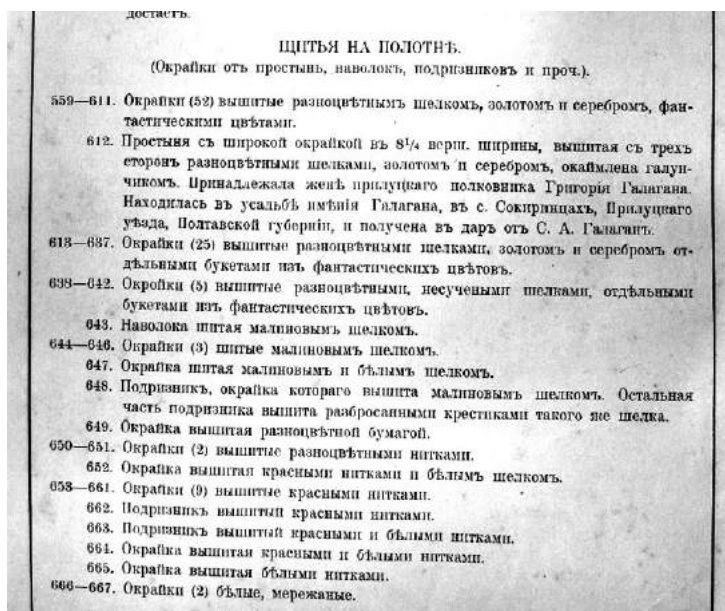 достаетъ.
ШИТЬЯ НА ПОЛОТНѢ.
(Окрайки отъ простынь, наволокъ, подризниковъ и проч.).
559—611. Окрайки (52) вышитые разноцвѣтнымъ шелкомъ, золотомъ и серебромъ, фан-
тастическими цвѣтами.
612. Простыня съ широкой окрайкой въ 8¼ верш. ширины, вышитая съ трехъ
сторонъ разноцвѣтными шелками, золотомъ и серебромъ, окаймлена галун-
чикомъ. Принадлежала женѣ прилуцкаго полковника Григорія Галагана.
Находилась въ усадьбѣ имѣнія Галагана, въ с. Сокиринцахъ, Прилуцкаго
уѣзда, Полтавской губерніи, и получена въ даръ отъ С. А. Галаганъ.
613—637. Окрайки (25) вышитые разноцвѣтными шелками, золотомъ и серебромъ от-
дѣльными букетами изъ фантастическихъ цвѣтовъ.
638—642. Окройки (5) вышитые разноцвѣтными, несучеными шелками, отдѣльными
букетами изъ фантастическихъ цвѣтовъ.
643. Наволока шитая малиновымъ шелкомъ.
644—646. Окрайки (3) шитые малиновымъ шелкомъ.
647. Окрайка шитая малиновымъ и бѣлымъ шелкомъ.
648. Подризникъ, окрайка котораго вышита малиновымъ шелкомъ. Остальная
часть подризника вышита разбросанными крестиками такого же шелка.
649. Окрайка вышитая разноцвѣтной бумагой.
650—651. Окрайки (2) вышитые разноцвѣтными нитками.
652. Окрайка вышитая красными нитками и бѣлымъ шелкомъ.
653—661. Окрайки (9) вышитые красными нитками.
662. Подризникъ вышитый красными нитками.
663. Подризникъ вышитый красными и бѣлыми нитками.
664. Окрайка вышитая красными и бѣлыми нитками.
665. Окрайка вышитая бѣлыми нитками.
666—667. Окрайки (2) бѣлые, мережаные.